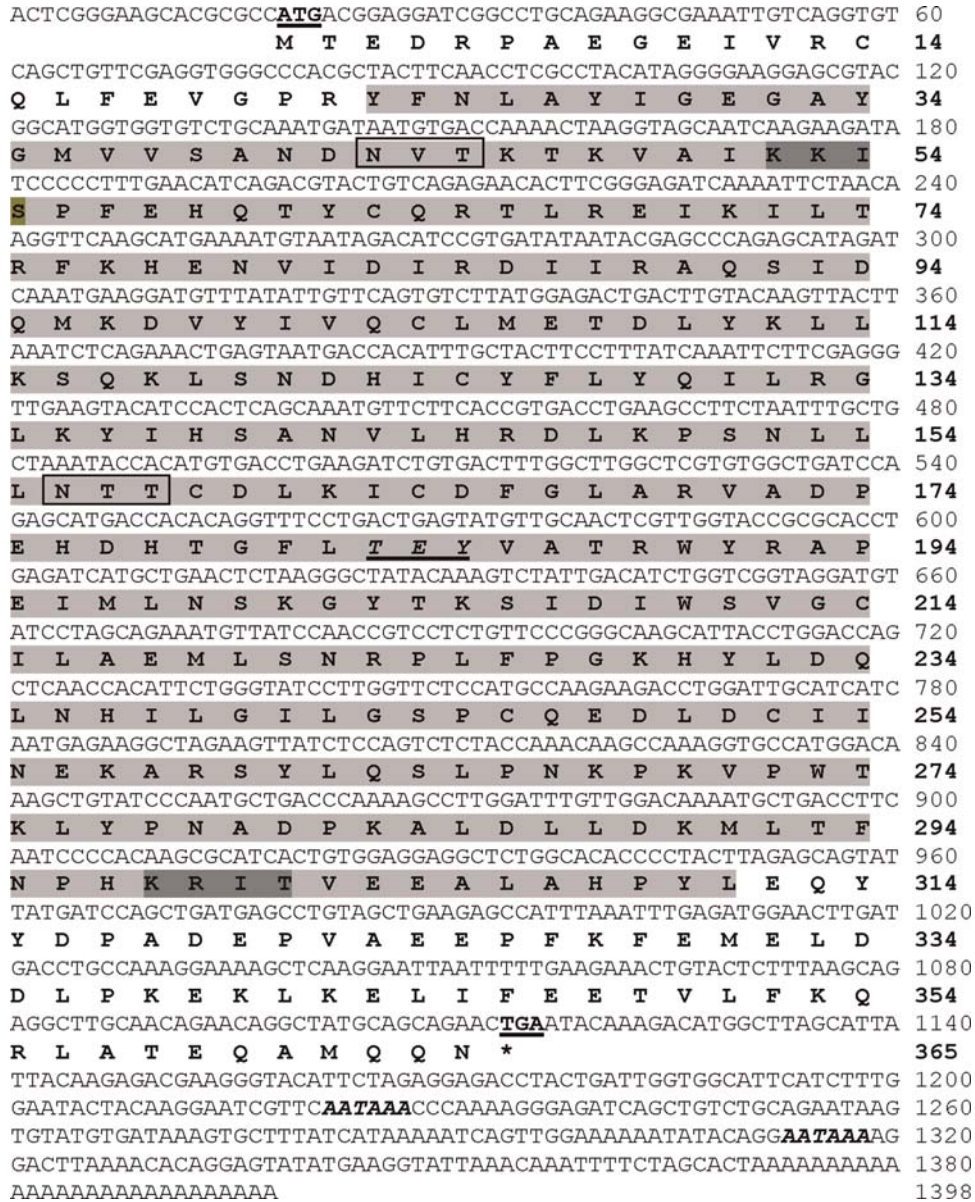 ACTCGGGAAGCACGCGCCATGACGGAGGATCGGCCTGCAGAAGGCGAAATTGTCAGGTGT 60
M T E D R P A E G E I V R C 14
CAGCTGTTCGAGGTGGGCCCACGCTACTTCAACCTCGCCTACATAGGGGAAGGAGCGTAC 120
Q L F E V G P R Y F N L A Y I G E G A Y 34
GGCATGGTGGTGTCTGCAAATGATAATGTGACCAAAACTAAGGTAGCAATCAAGAAGATA 180
G M V V S A N D N V T K T K V A I K K I 54
TCCCCCTTTGAACATCAGACGTACTGTCAGAGAACACTTCGGGAGATCAAAATTCTAACA 240
S P F E H Q T Y C Q R T L R E I K I L T 74
AGGTTCAAGCATGAAAATGTAATAGACATCCGTGATATAATACGAGCCCAGAGCATAGAT 300
R F K H E N V I D I R D I I R A Q S I D 94
CAAATGAAGGATGTTTATATTGTTCAGTGTCTTATGGAGACTGACTTGTACAAGTTACTT 360
Q M K D V Y I V Q C L M E T D L Y K L L 114
AAATCTCAGAAACTGAGTAATGACCACATTTGCTACTTCCTTTATCAAATTCTTCGAGGG 420
K S Q K L S N D H I C Y F L Y Q I L R G 134
TTGAAGTACATCCACTCAGCAAATGTTCTTCACCGTGACCTGAAGCCTTCTAATTTGCTG 480
L K Y I H S A N V L H R D L K P S N L L 154
CTAAATACCACATGTGACCTGAAGATCTGTGACTTTGGCTTGGCTCGTGTGGCTGATCCA 540
L N T T C D L K I C D F G L A R V A D P 174
GAGCATGACCACACAGGTTTCCTGACTGAGTATGTTGCAACTCGTTGGTACCGCGCACCT 600
E H D H T G F L T E Y V A T R W Y R A P 194
GAGATCATGCTGAACTCTAAGGGCTATACAAAGTCTATTGACATCTGGTCGGTAGGATGT 660
E I M L N S K G Y T K S I D I W S V G C 214
ATCCTAGCAGAAATGTTATCCAACCGTCCTCTGTTCCCGGGCAAGCATTACCTGGACCAG 720
I L A E M L S N R P L F P G K H Y L D Q 234
CTCAACCACATTCTGGGTATCCTTGGTTCTCCATGCCAAGAAGACCTGGATTGCATCATC 780
L N H I L G I L G S P C Q E D L D C I I 254
AATGAGAAGGCTAGAAGTTATCTCCAGTCTCTACCAAACAAGCCAAAGGTGCCATGGACA 840
N E K A R S Y L Q S L P N K P K V P W T 274
AAGCTGTATCCCAATGCTGACCCAAAAGCCTTGGATTTGTTGGACAAAATGCTGACCTTC 900
K L Y P N A D P K A L D L L D K M L T F 294
AATCCCCACAAGCGCATCACTGTGGAGGAGGCTCTGGCACACCCCTACTTAGAGCAGTAT 960
N P H K R I T V E E A L A H P Y L E Q Y 314
TATGATCCAGCTGATGAGCCTGTAGCTGAAGAGCCATTTAAATTTGAGATGGAACTTGAT 1020
Y D P A D E P V A E E P F K F E M E L D 334
GACCTGCCAAAGGAAAAGCTCAAGGAATTAATTTTTGAAGAAACTGTACTCTTTAAGCAG 1080
D L P K E K L K E L I F E E T V L F K Q 354
AGGCTTGCAACAGAACAGGCTATGCAGCAGAACTGAATACAAAGACATGGCTTAGCATTA 1140
R L A T E Q A M Q Q N * 365
TTACAAGAGACGAAGGGTACATTCTAGAGGAGACCTACTGATTGGTGGCATTCATCTTTG 1200
GAATACTACAAGGAATCGTTCAATAAACCCAAAAGGGAGATCAGCTGTCTGCAGAATAAG 1260
TGTATGTGATAAAGTGCTTTATCATAAAAATCAGTTGGAAAAAATATACAGGAATAAAAG 1320
GACTTAAAACACAGGAGTATATGAAGGTATTAAACAAATTTTCTAGCACTAAAAAAAAAA 1380
AAAAAAAAAAAAAAAAAA 1398